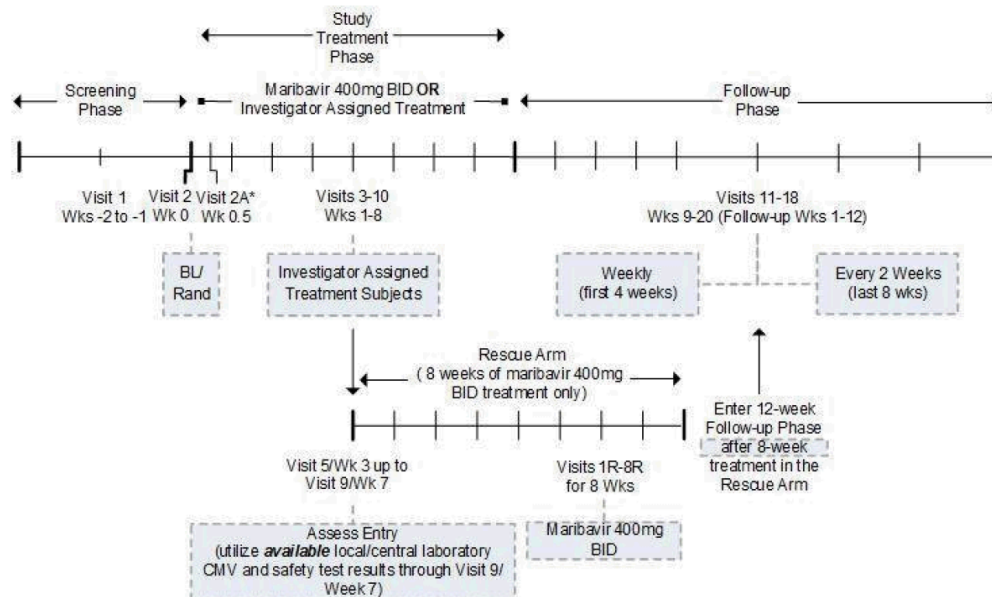 Study
Treatment
Phase
Screening
Phase
Maribavir 400mg BID OR
Investigator Assigned Treatment
Follow-up
Phase
Visit 1
Wks -2 to -1
Visit 2
Wk 0
Visit 2A*
Wk 0.5
Visits 3-10
Wks 1-8
Visits 11-18
Wks 9-20 (Follow-up Wks 1-12)
BL/
Rand
Investigator Assigned
Treatment Subjects
Weekly
(first 4 weeks)
Every 2 Weeks
(last 8 wks)
Rescue Arm
( 8 weeks of maribavir 400mg
BID treatment only)
Enter 12-week
Follow-up Phase
after 8-week
treatment in the
Rescue Arm
Visit 5/Wk 3 up to
Visit 9/Wk 7
Visits 1R-8R
for 8 Wks
Assess Entry
(utilize available local/central laboratory
CMV and safety test results through Visit 9/
Week 7)
Maribavir 400mg
BID